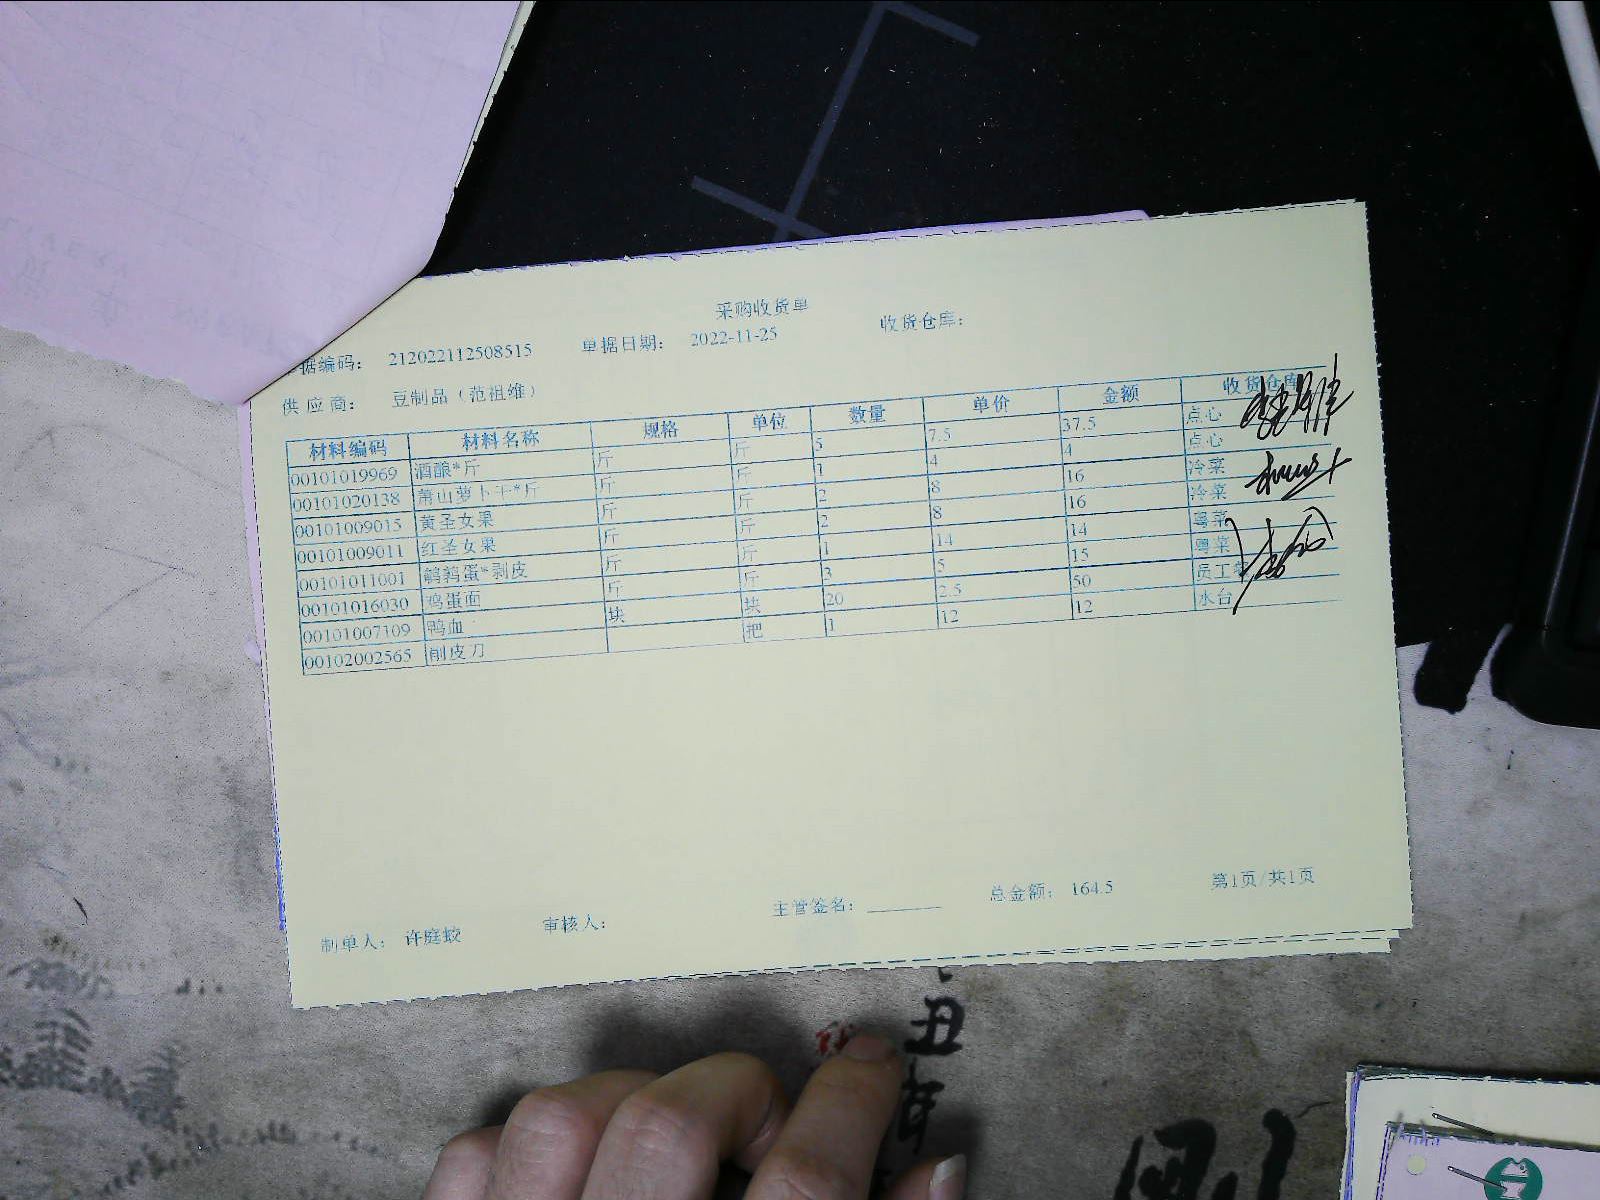 采购收货单
据编码： 212022112508515 单据日期： 2022-11-25 收货仓库：
供应商： 豆制品（范祖维）
材料编码 材料名称 规格 单位 数量 单价 金额 收货仓库
00101019969 酒酿*斤 斤 斤 5 7.5 37.5 点心
00101020138 萧山萝卜干*斤 斤 斤 1 4 4 点心
00101009015 黄圣女果 斤 斤 2 8 16 冷菜
00101009011 红圣女果 斤 斤 2 8 16 冷菜
00101011001 鹌鹑蛋*剥皮 斤 斤 1 14 14 粤菜
00101016030 鸡蛋面 斤 斤 3 5 15 粤菜
00101007109 鸭血 块 块 20 2.5 50 员工
00102002565 削皮刀 把 1 12 12 水台
制单人： 许庭蛟 审核人： 主管签名： 总金额： 164.5 第1页/共1页
丑